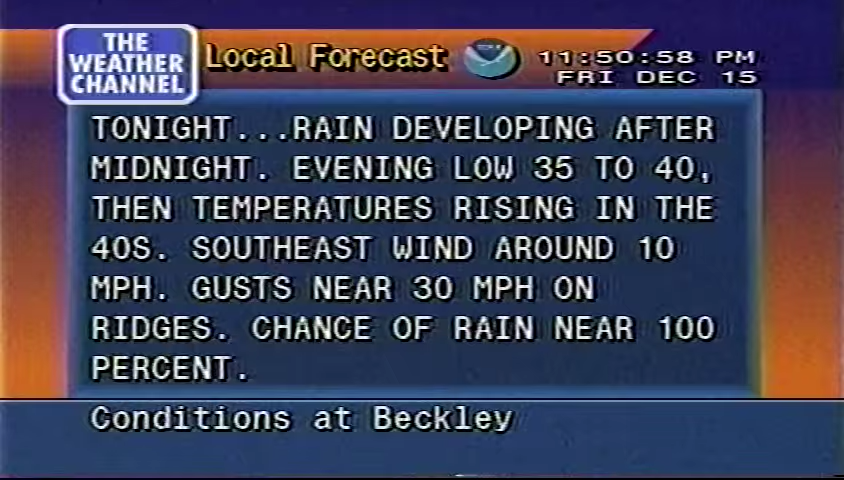 THE
WEATHER
CHANNEL
Local Forecast
11:50:58 PM
FRI DEC 15
TONIGHT...RAIN DEVELOPING AFTER
MIDNIGHT. EVENING LOW 35 TO 40,
THEN TEMPERATURES RISING IN THE
40S. SOUTHEAST WIND AROUND 10
MPH. GUSTS NEAR 30 MPH ON
RIDGES. CHANCE OF RAIN NEAR 100
PERCENT.
Conditions at Beckley